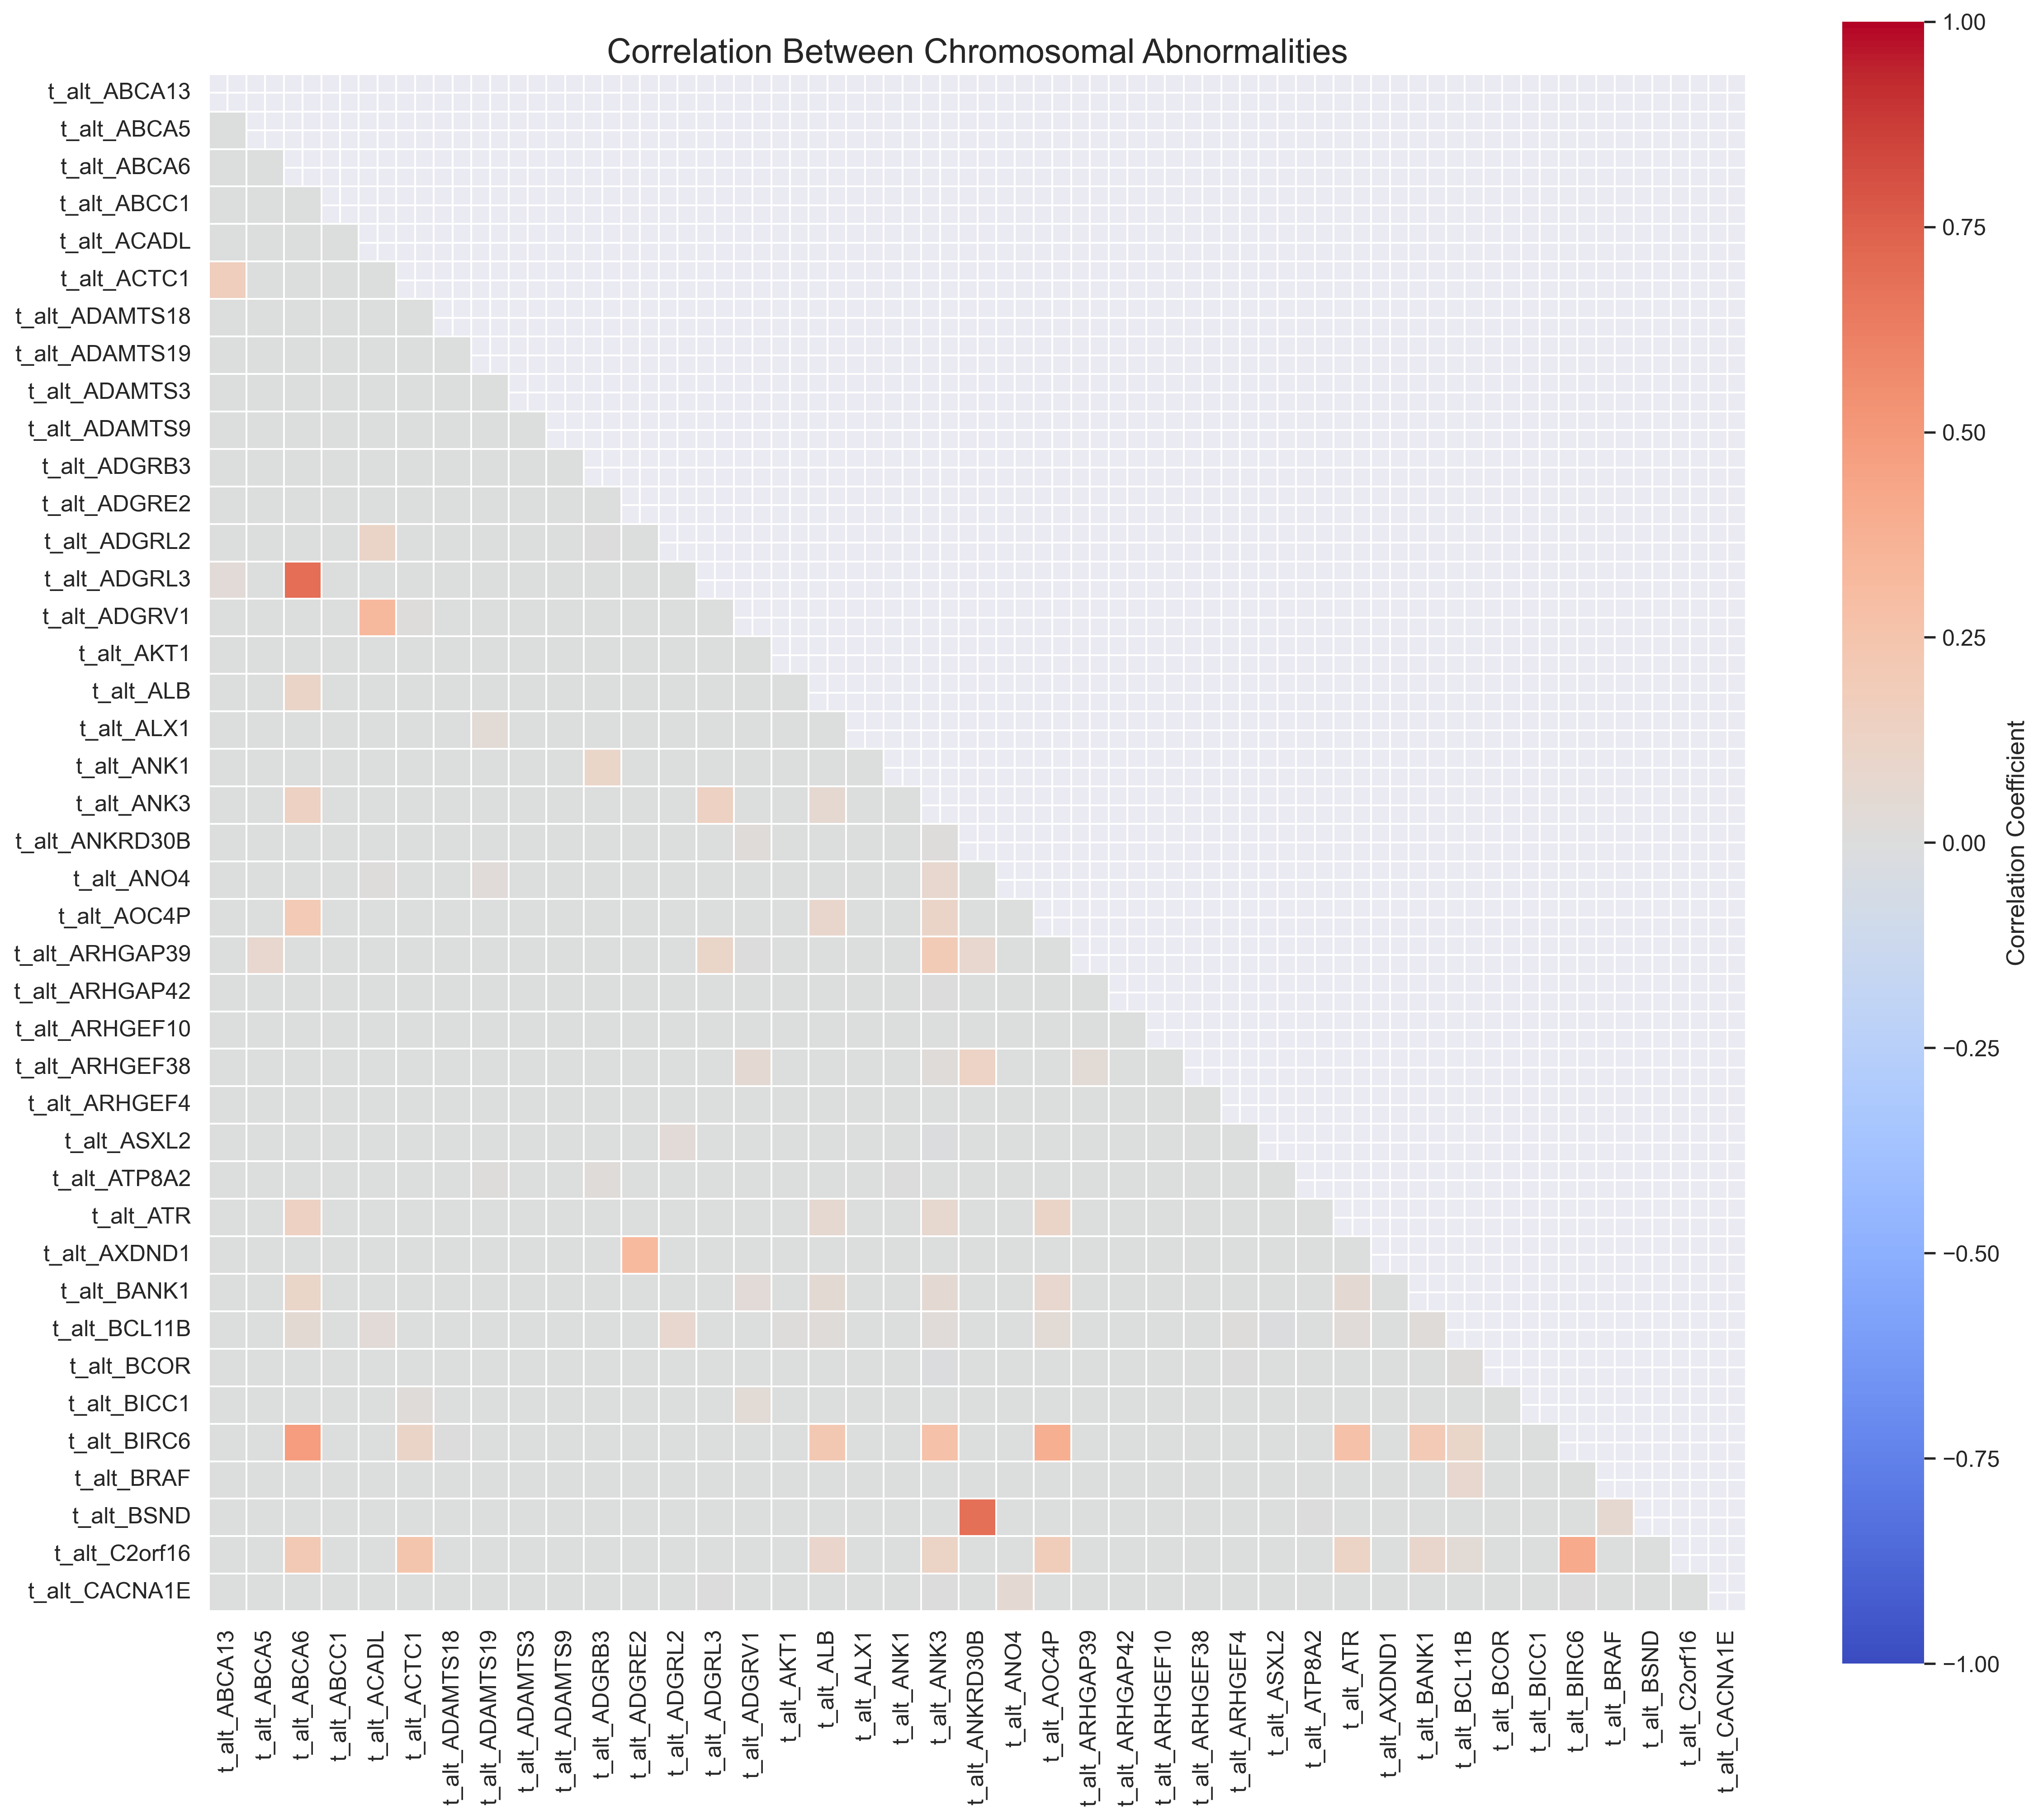 Correlation Between Chromosomal Abnormalities
t_alt_ABCA13
t_alt_ABCA5
t_alt_ABCA6
t_alt_ABCC1
t_alt_ACADL
t_alt_ACTC1
t_alt_ADAMTS18
t_alt_ADAMTS19
t_alt_ADAMTS3
t_alt_ADAMTS9
t_alt_ADGRB3
t_alt_ADGRE2
t_alt_ADGRL2
t_alt_ADGRL3
t_alt_ADGRV1
t_alt_AKT1
t_alt_ALB
t_alt_ALX1
t_alt_ANK1
t_alt_ANK3
t_alt_ANKRD30B
t_alt_ANO4
t_alt_AOC4P
t_alt_ARHGAP39
t_alt_ARHGAP42
t_alt_ARHGEF10
t_alt_ARHGEF38
t_alt_ARHGEF4
t_alt_ASXL2
t_alt_ATP8A2
t_alt_ATR
t_alt_AXDND1
t_alt_BANK1
t_alt_BCL11B
t_alt_BCOR
t_alt_BICC1
t_alt_BIRC6
t_alt_BRAF
t_alt_BSND
t_alt_C2orf16
t_alt_CACNA1E
t_alt_ABCA13
t_alt_ABCA5
t_alt_ABCA6
t_alt_ABCC1
t_alt_ACADL
t_alt_ACTC1
t_alt_ADAMTS18
t_alt_ADAMTS19
t_alt_ADAMTS3
t_alt_ADAMTS9
t_alt_ADGRB3
t_alt_ADGRE2
t_alt_ADGRL2
t_alt_ADGRL3
t_alt_ADGRV1
t_alt_AKT1
t_alt_ALB
t_alt_ALX1
t_alt_ANK1
t_alt_ANK3
t_alt_ANKRD30B
t_alt_ANO4
t_alt_AOC4P
t_alt_ARHGAP39
t_alt_ARHGAP42
t_alt_ARHGEF10
t_alt_ARHGEF38
t_alt_ARHGEF4
t_alt_ASXL2
t_alt_ATP8A2
t_alt_ATR
t_alt_AXDND1
t_alt_BANK1
t_alt_BCL11B
t_alt_BCOR
t_alt_BICC1
t_alt_BIRC6
t_alt_BRAF
t_alt_BSND
t_alt_C2orf16
t_alt_CACNA1E
1.00
0.75
0.50
0.25
0.00
−0.25
−0.50
−0.75
−1.00
Correlation Coefficient